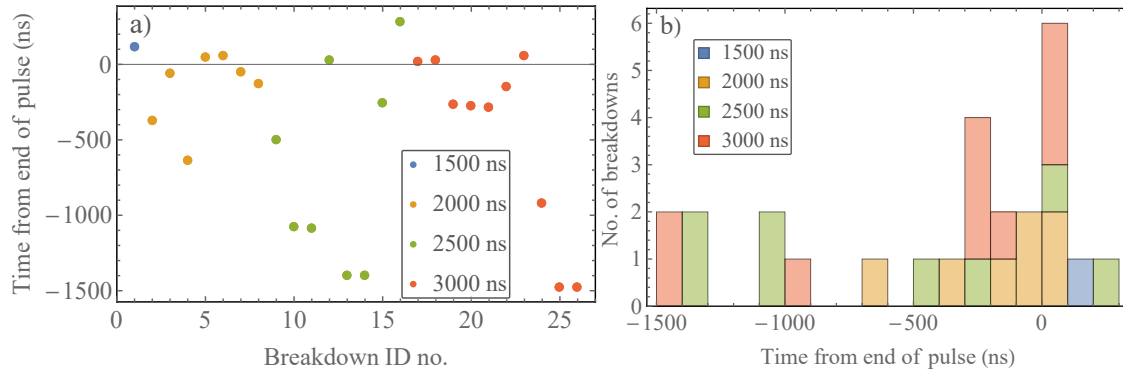 a)
Time from end of pulse (ns)
0
−500
−1000
−1500
1500 ns
2000 ns
2500 ns
3000 ns
0 5 10 15 20 25
Breakdown ID no.
b)
No. of breakdowns
6
5
4
3
2
1
0
1500 ns
2000 ns
2500 ns
3000 ns
−1500 −1000 −500 0
Time from end of pulse (ns)